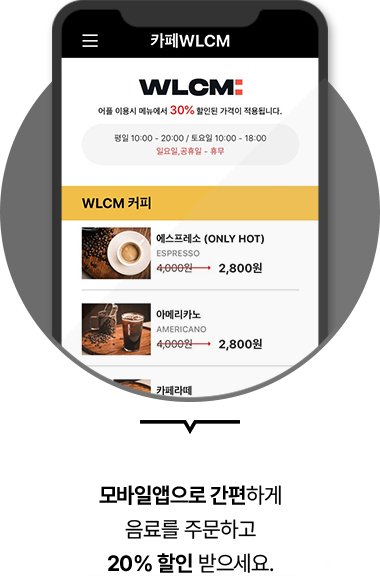 카페WLCM
WLCM:
어플 이용시 메뉴에서 30% 할인된 가격이 적용됩니다.
평일 10:00 - 20:00 / 토요일 10:00 - 18:00
일요일,공휴일 - 휴무
WLCM 커피
에스프레소 (ONLY HOT)
ESPRESSO
4,000원 2,800원
아메리카노
AMERICANO
4,000원 2,800원
카페라떼
모바일앱으로 간편하게
음료를 주문하고
20% 할인 받으세요.